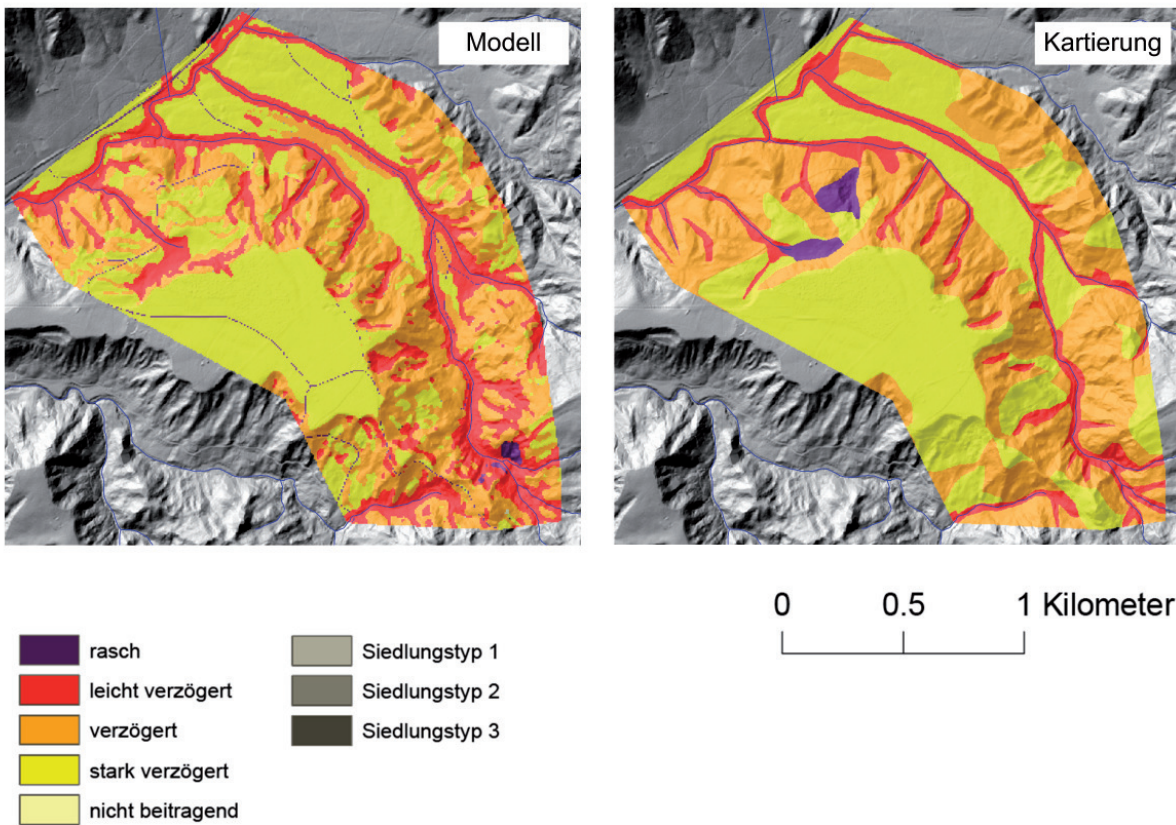 Modell
Kartierung
0 0.5 1 Kilometer
rasch
leicht verzögert
verzögert
stark verzögert
nicht beitragend
Siedlungstyp 1
Siedlungstyp 2
Siedlungstyp 3